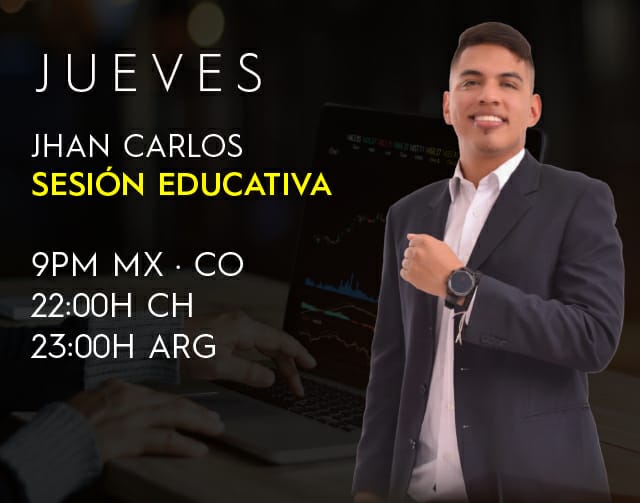 JUEVES
JHAN CARLOS
SESIÓN EDUCATIVA
9PM MX · CO
22:00H CH
23:00H ARG